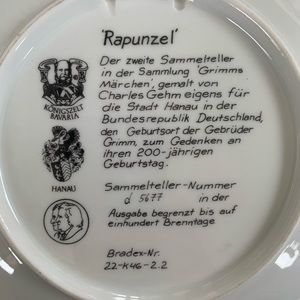 'Rapunzel'
Der zweite Sammelteller
in der Sammlung 'Grimms
Märchen', gemalt von
Charles Gehm eigens für
die Stadt Hanau in der
Bundesrepublik Deutschland,
den Geburtsort der Gebrüder
Grimm, zum Gedenken an
ihren 200-jährigen
Geburtstag.
KÖNIGSZELT
BAVARIA
HANAU
Sammelteller-Nummer
d 5677 in der
Ausgabe begrenzt bis auf
einhundert Brenntage
Bradex-Nr.
22-K46-2.2